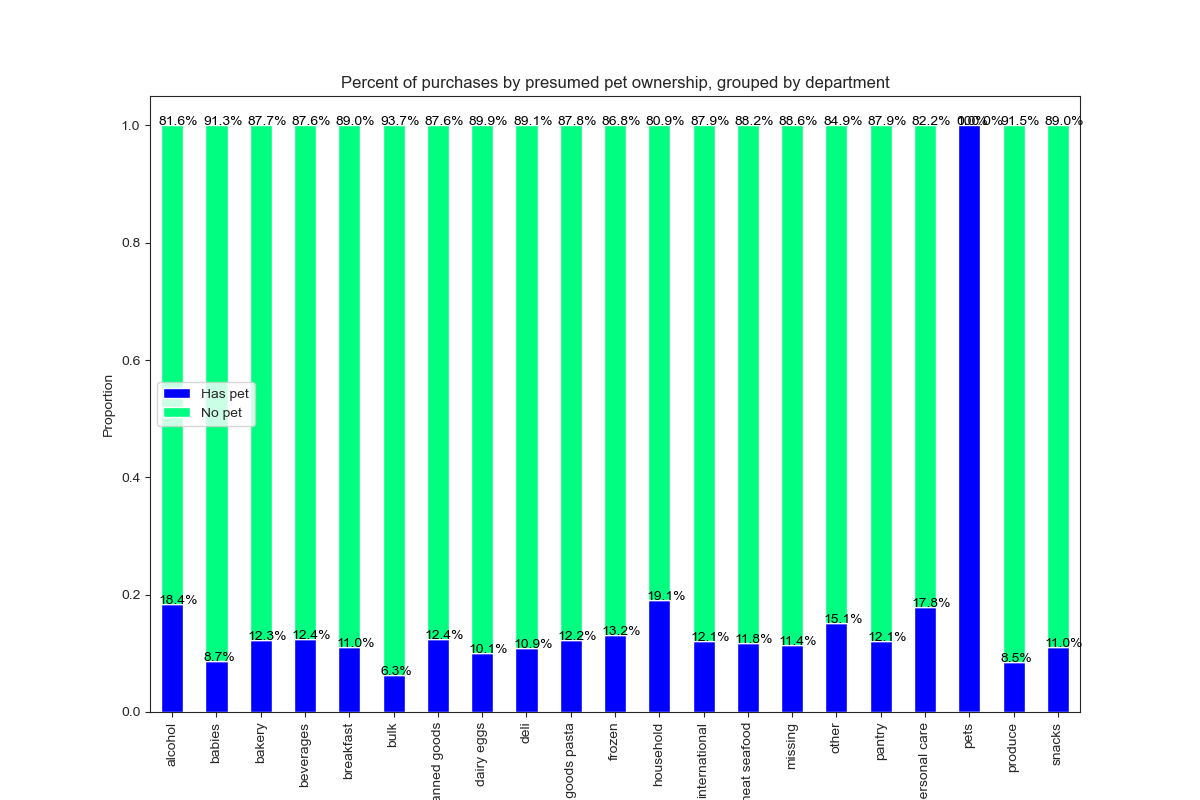 Percent of purchases by presumed pet ownership, grouped by department
81.6% 91.3% 87.7% 87.6% 89.0% 93.7% 87.6% 89.9% 89.1% 87.8% 86.8% 80.9% 87.9% 88.2% 88.6% 84.9% 87.9% 82.2% 91.5% 89.0%
1.0
0.8
0.6
0.4
0.2
0.0
Proportion
Has pet
No pet
18.4% 8.7% 12.3% 12.4% 11.0% 6.3% 12.4% 10.1% 10.9% 12.2% 13.2% 19.1% 12.1% 11.8% 11.4% 15.1% 12.1% 17.8% 8.5% 11.0%
alcohol
babies
bakery
beverages
breakfast
bulk
anned goods
dairy eggs
deli
goods pasta
frozen
household
international
seafood
missing
other
pantry
ersonal care
pets
produce
snacks